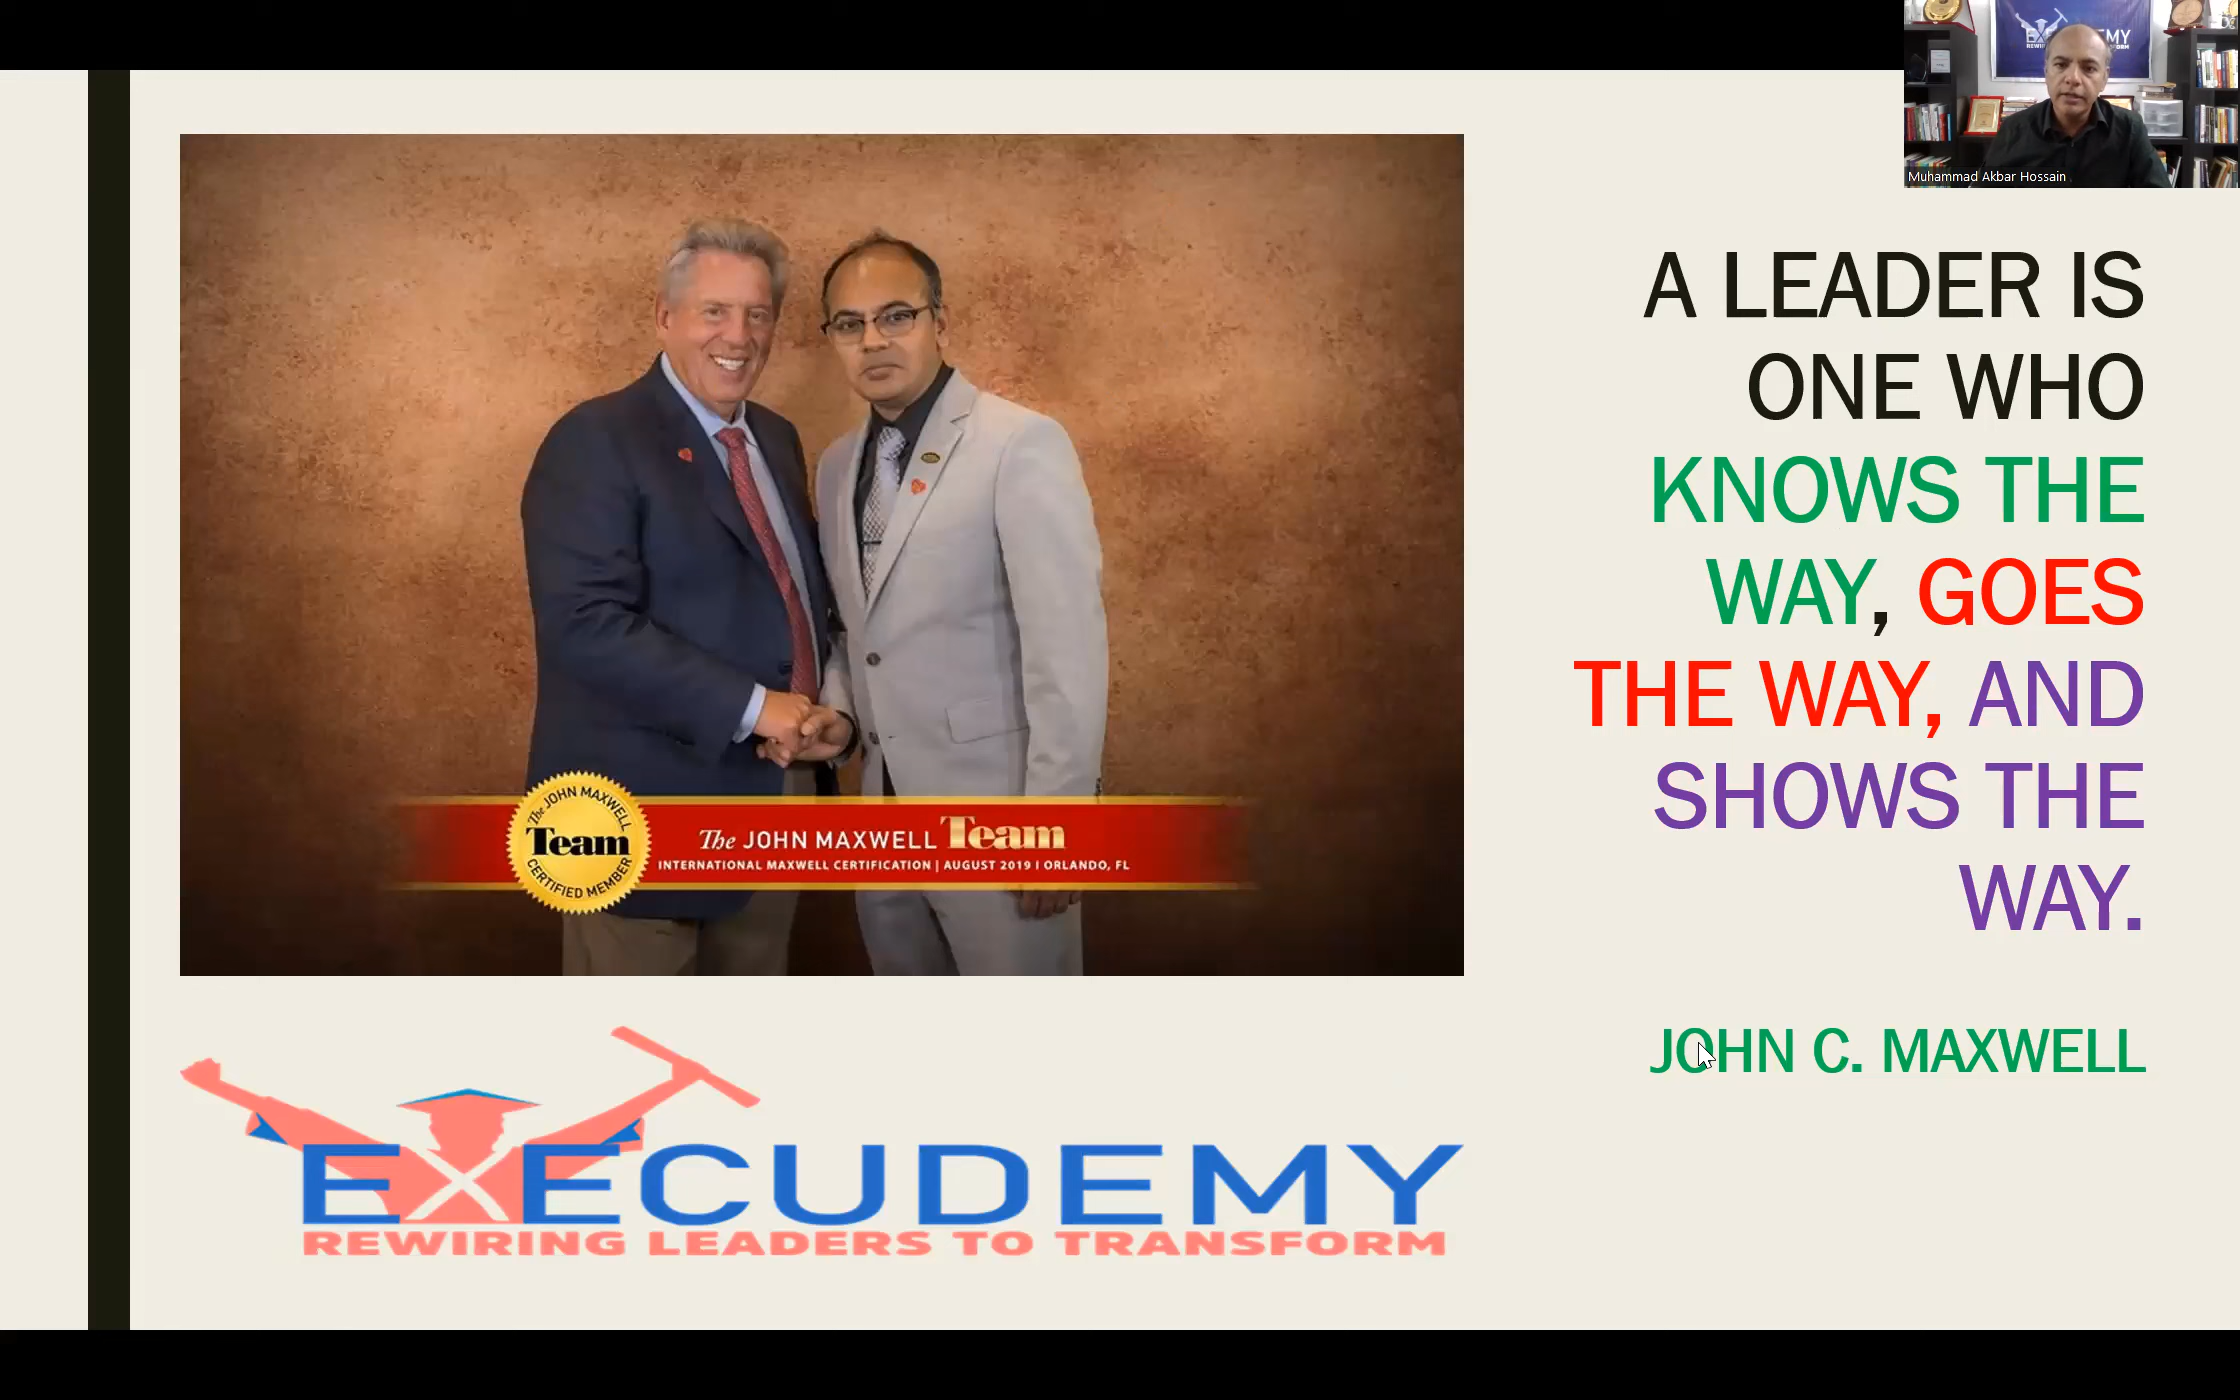 Muhammad Akbar Hossain
A LEADER IS
ONE WHO
KNOWS THE
WAY, GOES
THE WAY, AND
SHOWS THE
WAY.
JOHN C. MAXWELL
The JOHN MAXWELL
Team
CERTIFIED MEMBER
The JOHN MAXWELL Team
INTERNATIONAL MAXWELL CERTIFICATION | AUGUST 2019 | ORLANDO, FL
EXECUDEMY
REWIRING LEADERS TO TRANSFORM